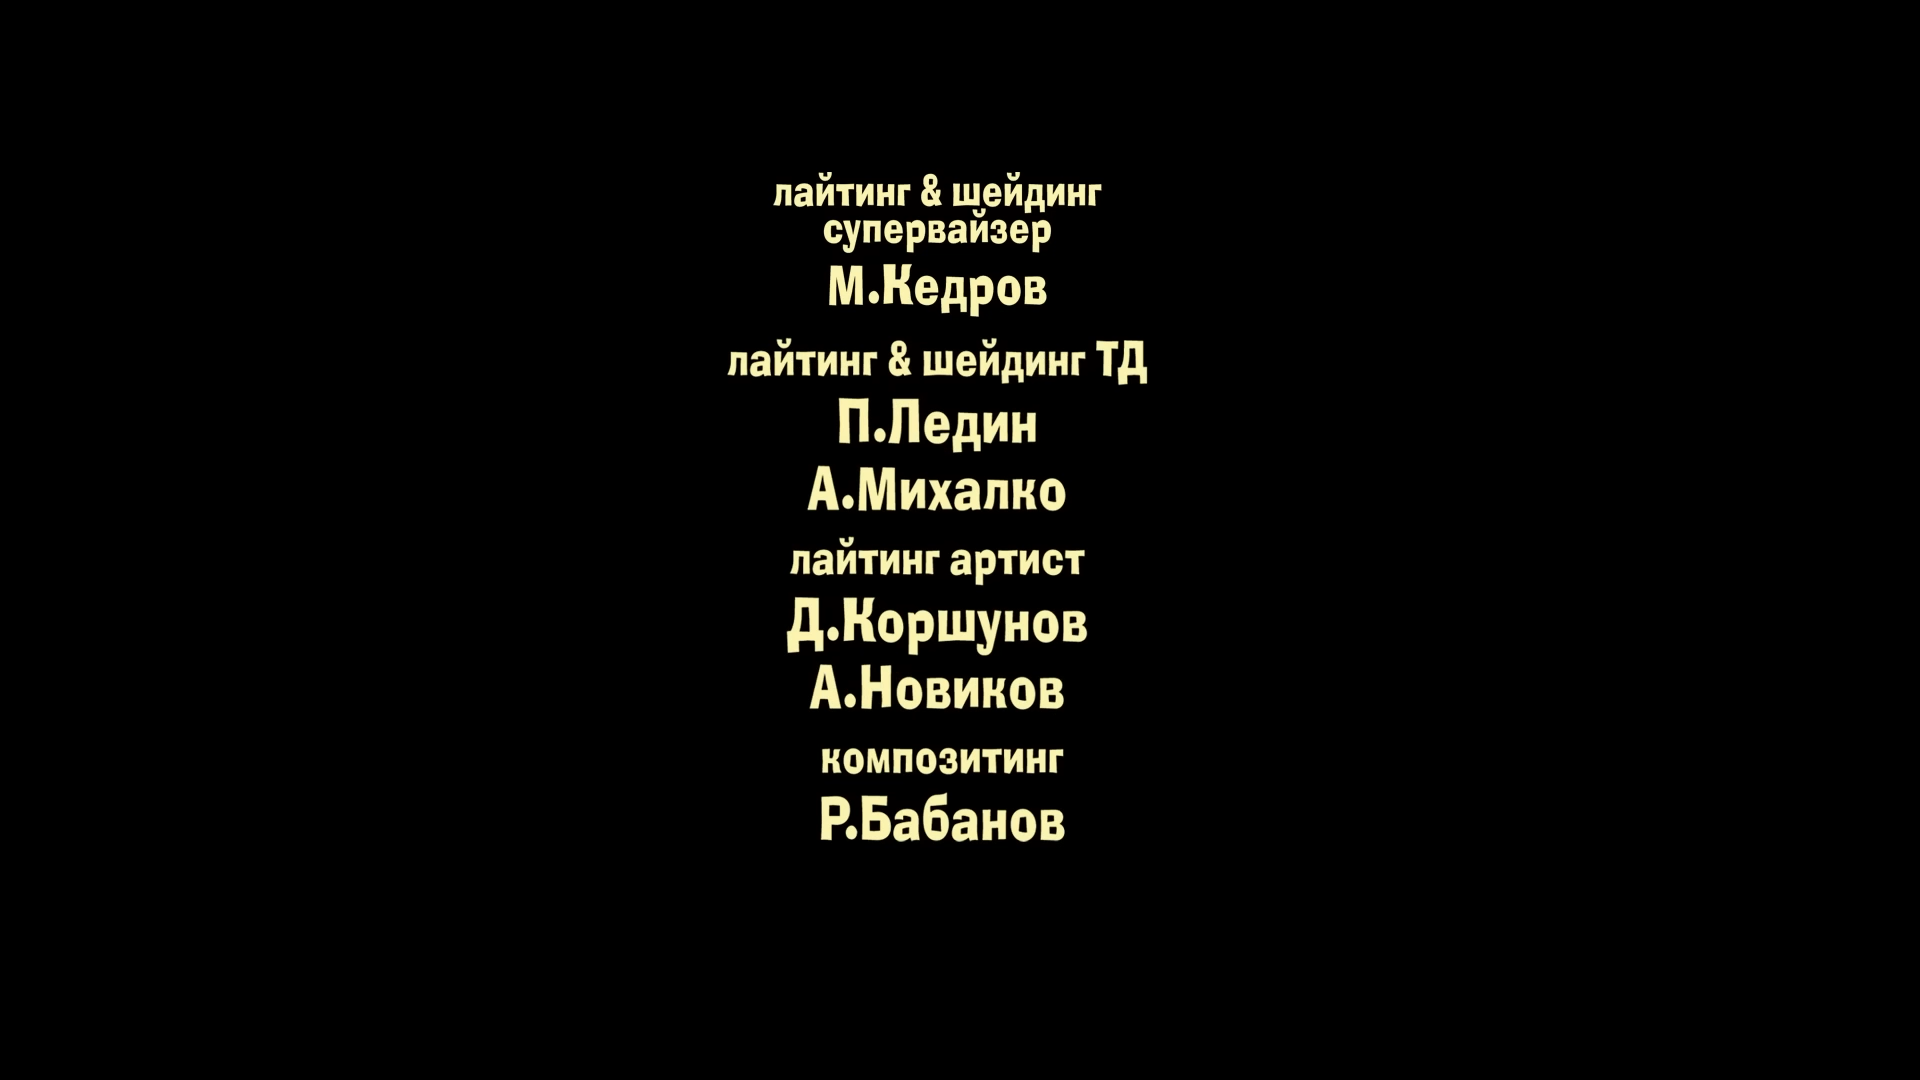 лайтинг & шейдинг
супервайзер
М.Кедров
лайтинг & шейдинг ТД
П.Ледин
А.Михалко
лайтинг артист
Д.Коршунов
А.Новиков
композитинг
Р.Бабанов